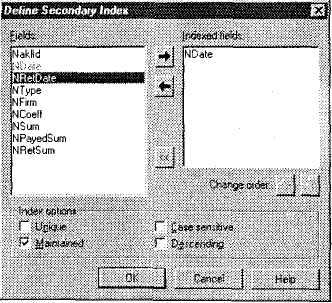 Define Secondary Index
Fields:
Indexed fields:
NaklId
NDate
NRetDate
NType
NFirm
NCoeff
NSum
NPayedSum
NRetSum
NDate
<<
Change order:
Index options
Unique
Case sensitive
Maintained
Descending
OK
Cancel
Help